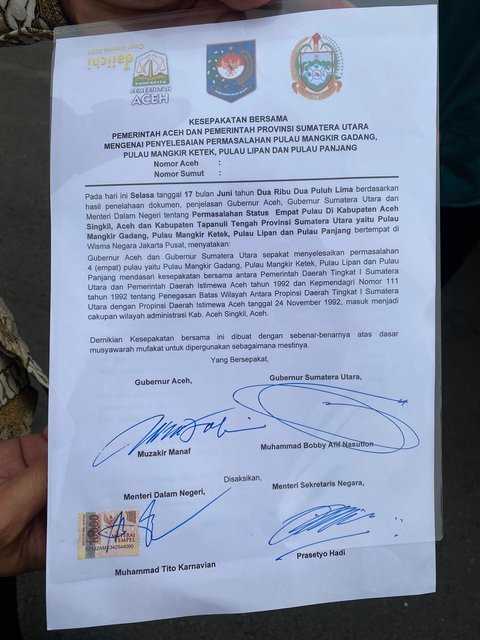 daiichi
PANCACITA
PEMERINTAH
ACEH
KESEPAKATAN BERSAMA
PEMERINTAH ACEH DAN PEMERINTAH PROVINSI SUMATERA UTARA
MENGENAI PENYELESAIAN PERMASALAHAN PULAU MANGKIR GADANG,
PULAU MANGKIR KETEK, PULAU LIPAN DAN PULAU PANJANG
Nomor Aceh :
Nomor Sumut :
Pada hari ini Selasa tanggal 17 bulan Juni tahun Dua Ribu Dua Puluh Lima berdasarkan
hasil penelahaan dokumen, penjelasan Gubernur Aceh, Gubernur Sumatera Utara dan
Menteri Dalam Negeri tentang Permasalahan Status Empat Pulau Di Kabupaten Aceh
Singkil, Aceh dan Kabupaten Tapanuli Tengah Provinsi Sumatera Utara yaitu Pulau
Mangkir Gadang, Pulau Mangkir Ketek, Pulau Lipan dan Pulau Panjang bertempat di
Wisma Negara Jakarta Pusat, menyatakan:
Gubernur Aceh dan Gubernur Sumatera Utara sepakat menyelesaikan permasalahan
4 (empat) pulau yaitu Pulau Mangkir Gadang, Pulau Mangkir Ketek, Pulau Lipan dan Pulau
Panjang mendasari kesepakatan bersama antara Pemerintah Daerah Tingkat I Sumatera
Utara dan Pemerintah Daerah Istimewa Aceh tahun 1992 dan Kepmendagri Nomor 111
tahun 1992 tentang Penegasan Batas Wilayah Antara Propinsi Daerah Tingkat I Sumatera
Utara dengan Propinsi Daerah Istimewa Aceh tanggal 24 November 1992, masuk menjadi
cakupan wilayah administrasi Kab. Aceh Singkil, Aceh.
Demikian Kesepakatan bersama ini dibuat dengan sebenar-benarnya atas dasar
musyawarah mufakat untuk dipergunakan sebagaimana mestinya.
Yang Bersepakat,
Gubernur Aceh, Gubernur Sumatera Utara,
Muzakir Manaf Muhammad Bobby Afif Nasution
Disaksikan,
Menteri Dalam Negeri, Menteri Sekretaris Negara,
10000
TEMPEL
Muhammad Tito Karnavian Prasetyo Hadi